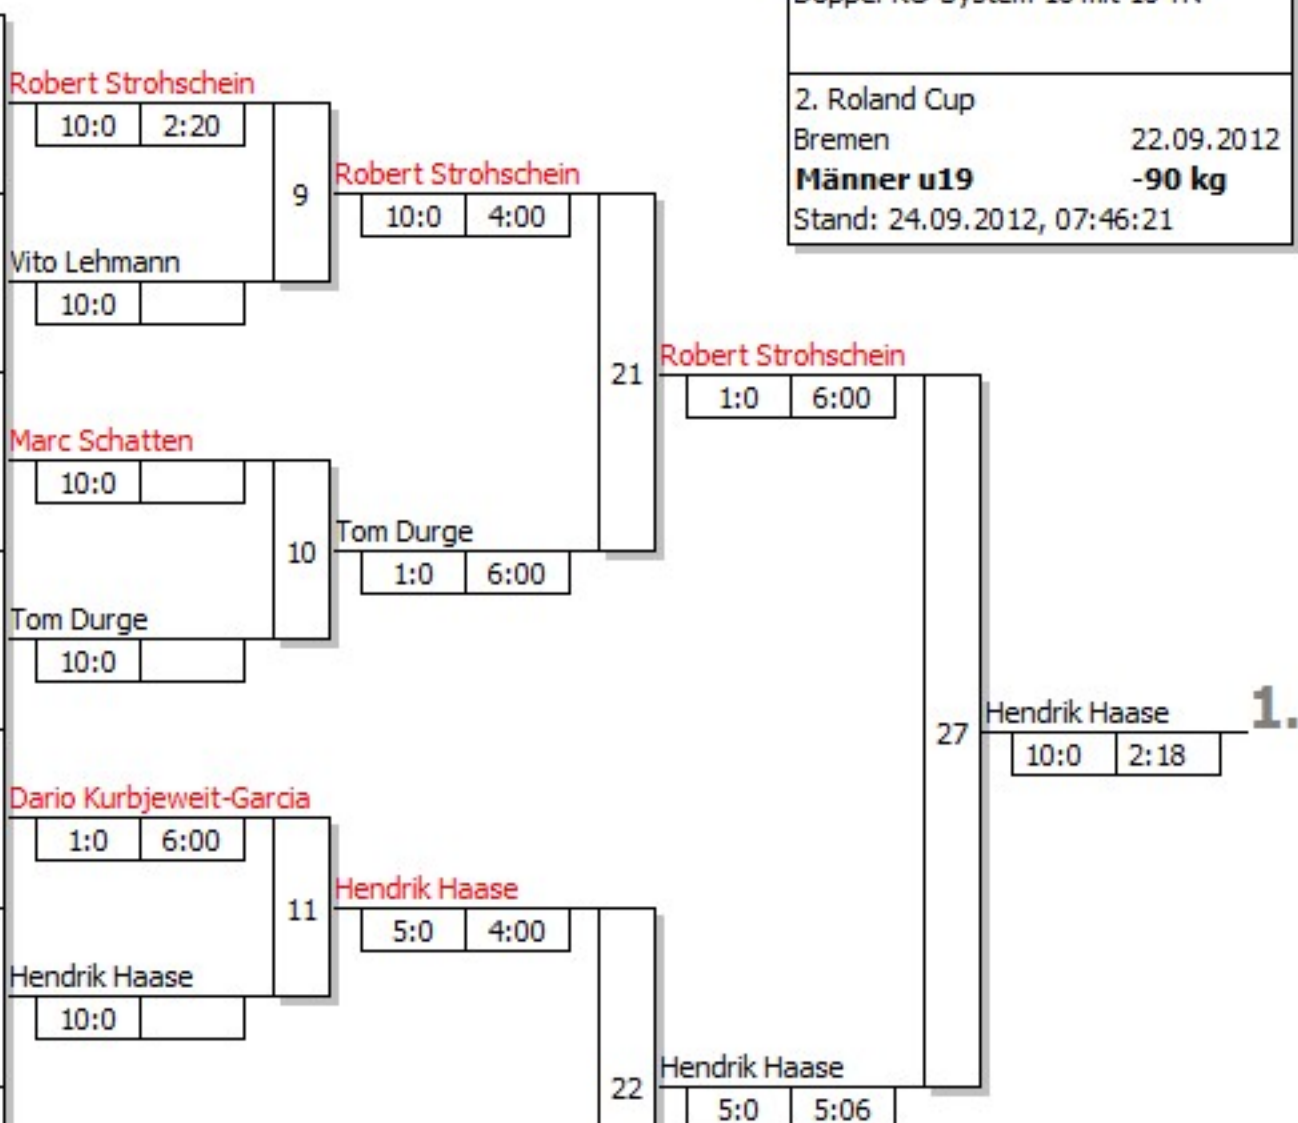 2. Roland Cup
Bremen 22.09.2012
Männer u19 -90 kg
Stand: 24.09.2012, 07:46:21
Robert Strohschein
10:0 2:20
9
Vito Lehmann
10:0
Robert Strohschein
10:0 4:00
Marc Schatten
10:0
10
Tom Durge
10:0
Tom Durge
1:0 6:00
21
Robert Strohschein
1:0 6:00
Dario Kurbjeweit-Garcia
1:0 6:00
11
Hendrik Haase
10:0
Hendrik Haase
5:0 4:00
22
Hendrik Haase
5:0 5:06
27
Hendrik Haase 1.
10:0 2:18